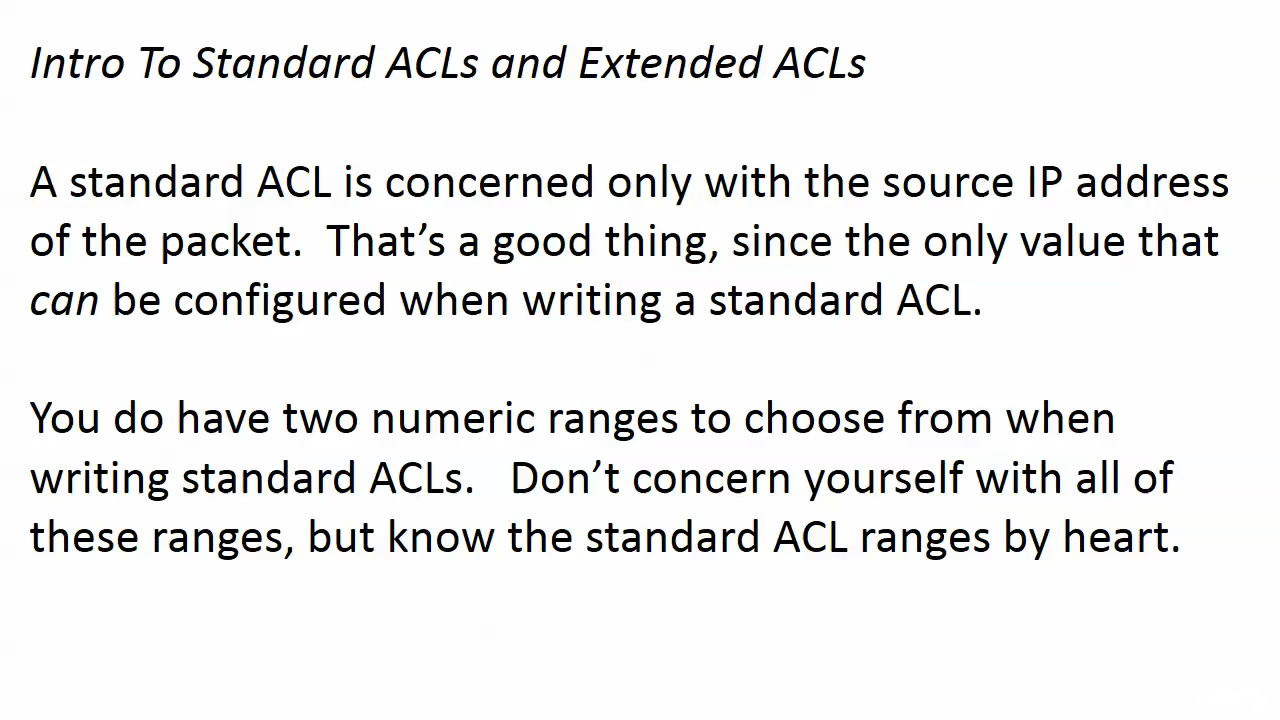 Intro To Standard ACLs and Extended ACLs
A standard ACL is concerned only with the source IP address
of the packet.  That’s a good thing, since the only value that
can be configured when writing a standard ACL.
You do have two numeric ranges to choose from when
writing standard ACLs.   Don’t concern yourself with all of
these ranges, but know the standard ACL ranges by heart.